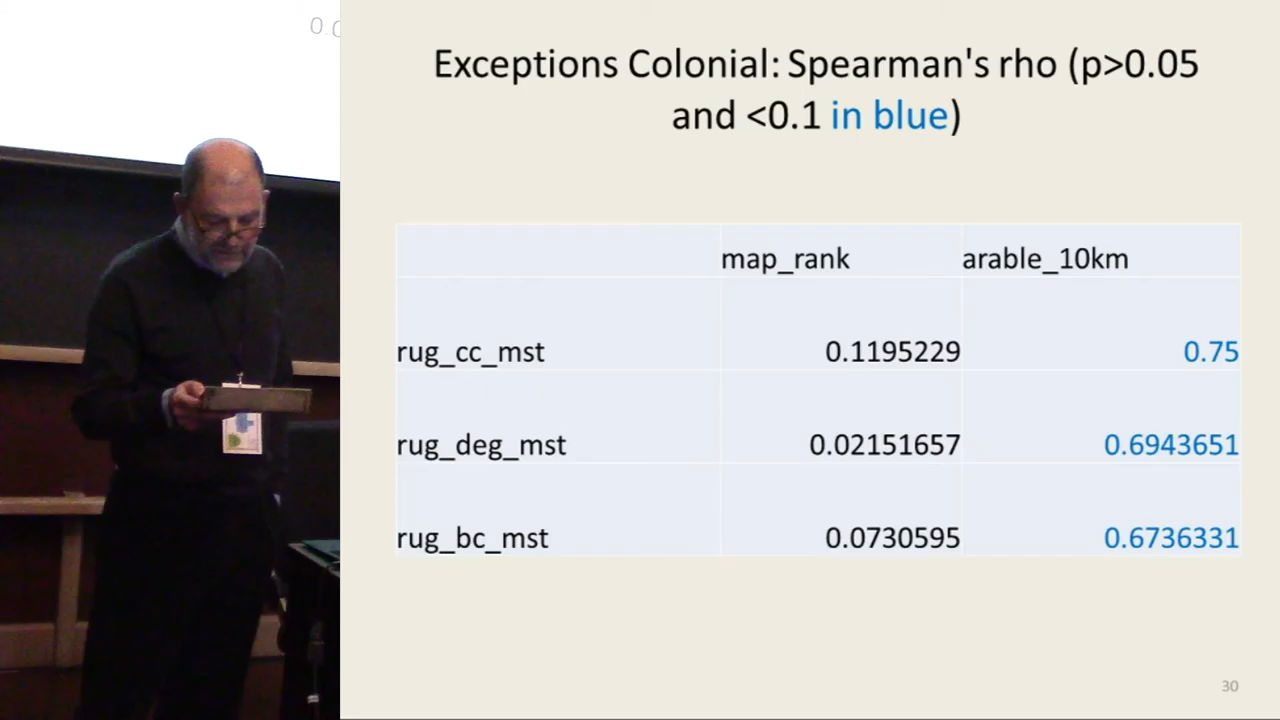 Exceptions Colonial: Spearman's rho (p>0.05
and <0.1 in blue)
map_rank arable_10km
rug_cc_mst 0.1195229 0.75
rug_deg_mst 0.02151657 0.6943651
rug_bc_mst 0.0730595 0.6736331
30